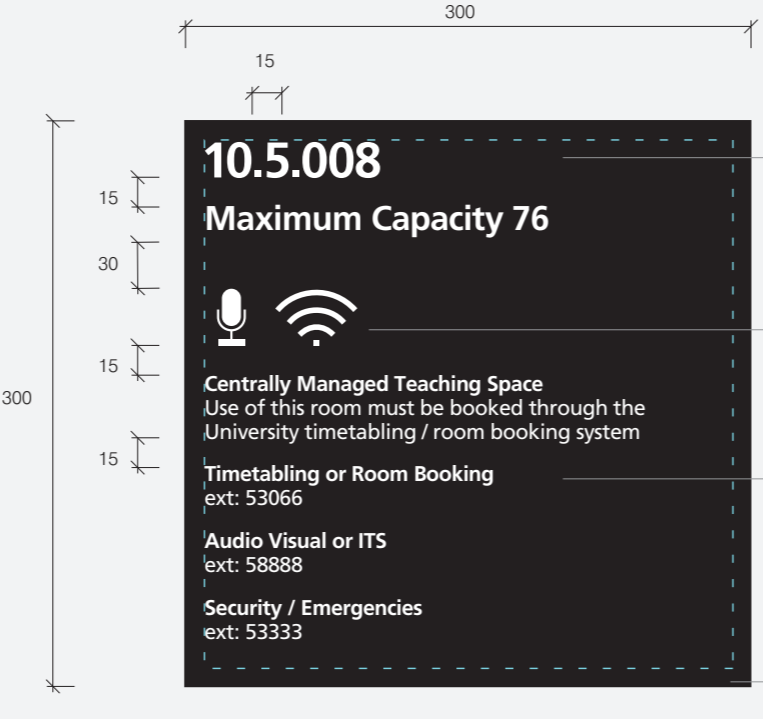 300
15
10.5.008
15
Maximum Capacity 76
30
15
Centrally Managed Teaching Space
300
Use of this room must be booked through the
University timetabling / room booking system
15
Timetabling or Room Booking
ext: 53066
Audio Visual or ITS
ext: 58888
Security / Emergencies
ext: 53333